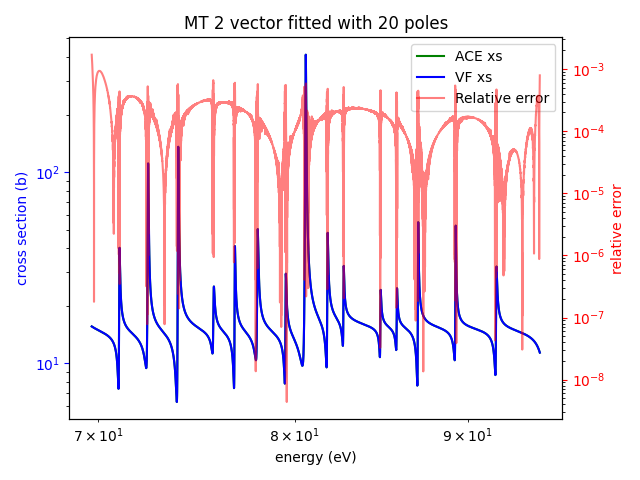 MT 2 vector fitted with 20 poles
ACE xs
VF xs
Relative error
10²
10¹
cross section (b)
10⁻³
10⁻⁴
10⁻⁵
10⁻⁶
10⁻⁷
10⁻⁸
relative error
7 × 10¹
8 × 10¹
9 × 10¹
energy (eV)